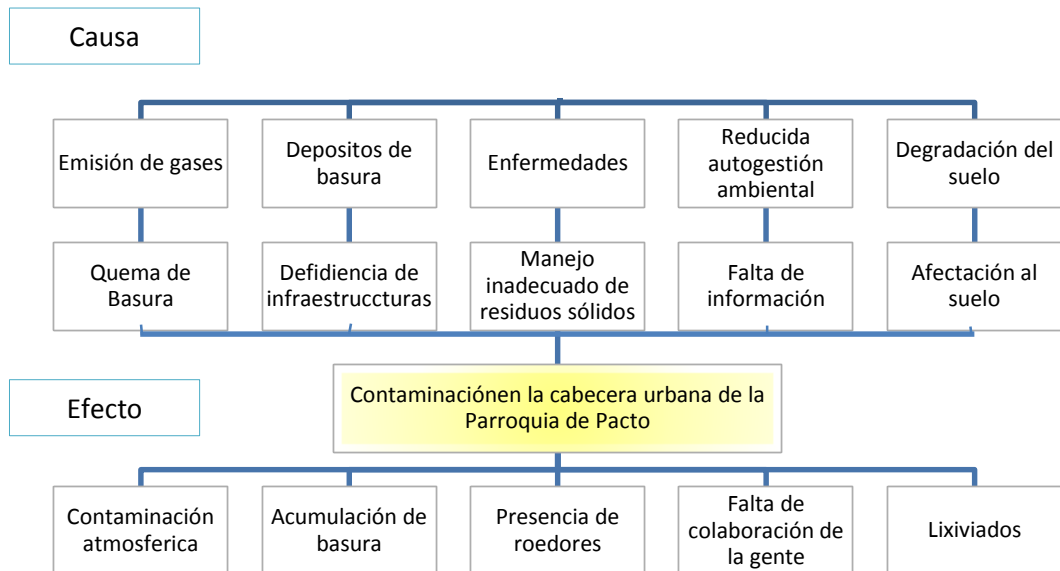 Causa
Emisión de gases
Depositos de
basura
Enfermedades
Reducida
autogestión
ambiental
Degradación del
suelo
Quema de
Basura
Defidiencia de
infraestruccturas
Manejo
inadecuado de
residuos sólidos
Falta de
información
Afectación al
suelo
Efecto
Contaminaciónen la cabecera urbana de la
Parroquia de Pacto
Contaminación
atmosferica
Acumulación de
basura
Presencia de
roedores
Falta de
colaboración de
la gente
Lixiviados